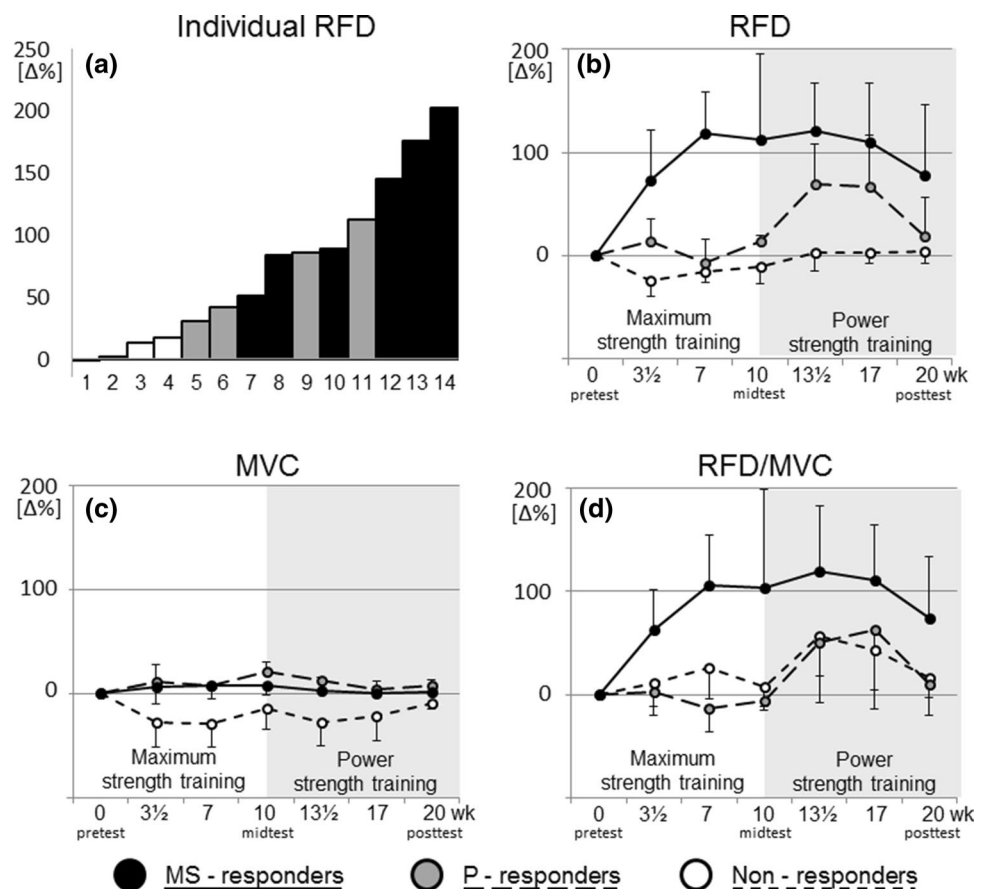 Individual RFD
250
[Δ%]
(a)
200
150
100
50
0
1 2 3 4 5 6 7 8 9 10 11 12 13 14
RFD
200
[Δ%]
(b)
100
0
Maximum
strength training
Power
strength training
0 3½ 7 10 13½ 17 20 wk
pretest midtest posttest
MVC
200
[Δ%]
(c)
100
0
Maximum
strength training
Power
strength training
0 3½ 7 10 13½ 17 20 wk
pretest midtest posttest
RFD/MVC
200
[Δ%]
(d)
100
0
Maximum
strength training
Power
strength training
0 3½ 7 10 13½ 17 20 wk
pretest midtest posttest
MS - responders P - responders Non - responders